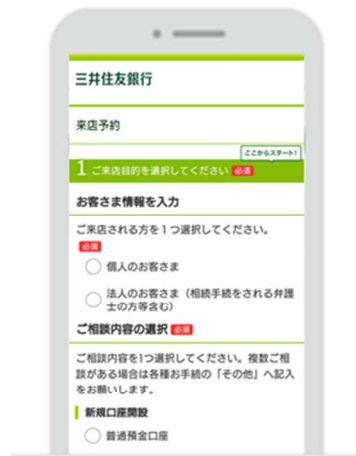 三井住友銀行
来店予約
ここからスタート!
1 ご来店目的を選択してください 必須
お客さま情報を入力
ご来店される方を1つ選択してください。
必須
個人のお客さま
法人のお客さま(相続手続をされる弁護
士の方等含む)
ご相談内容の選択 必須
ご相談内容を1つ選択してください。複数ご相
談がある場合は各種お手続の「その他」へ記入
をお願いします。
新規口座開設
普通預金口座